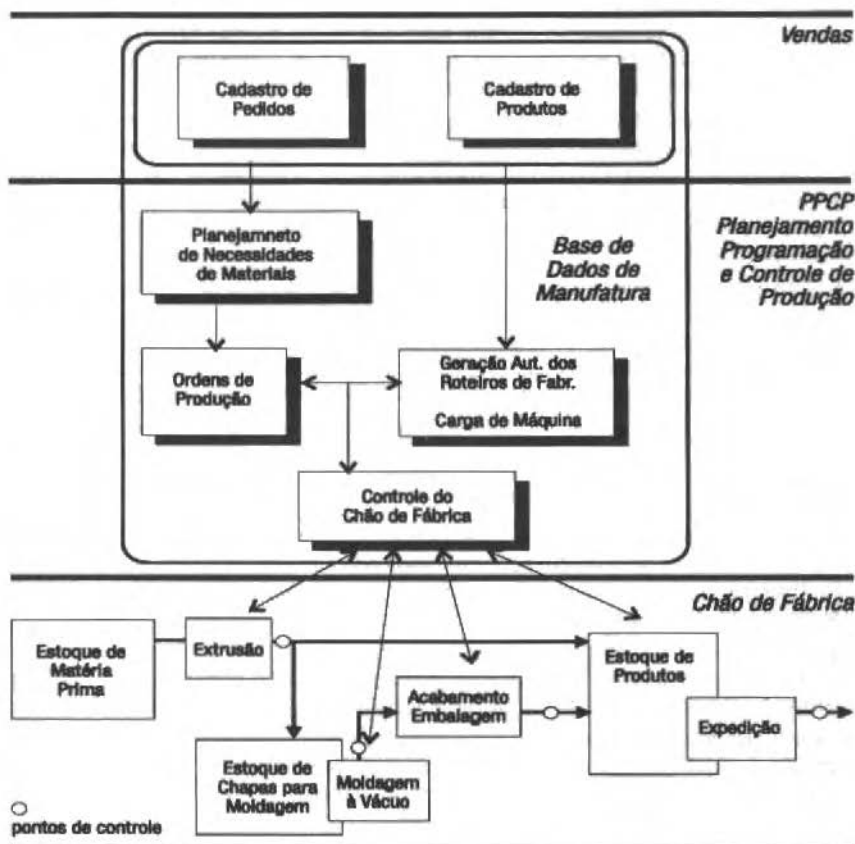 Vendas
Cadastro de
Pedidos
Cadastro de
Produtos
PPCP
Planejamento
Programação
e Controle de
Produção
Planejamneto
de Necessidades
de Materiais
Base de
Dados de
Manufatura
Ordens de
Produção
Geração Aut. dos
Roteiros de Fabr.
Carga de Máquina
Controle do
Chão de Fábrica
Chão de Fábrica
Estoque de
Matéria
Prima
Extrusão
Estoque de
Produtos
Acabamento
Embalagem
Expedição
Estoque de
Chapas para
Moldagem
Moldagem
à Vácuo
pontos de controle